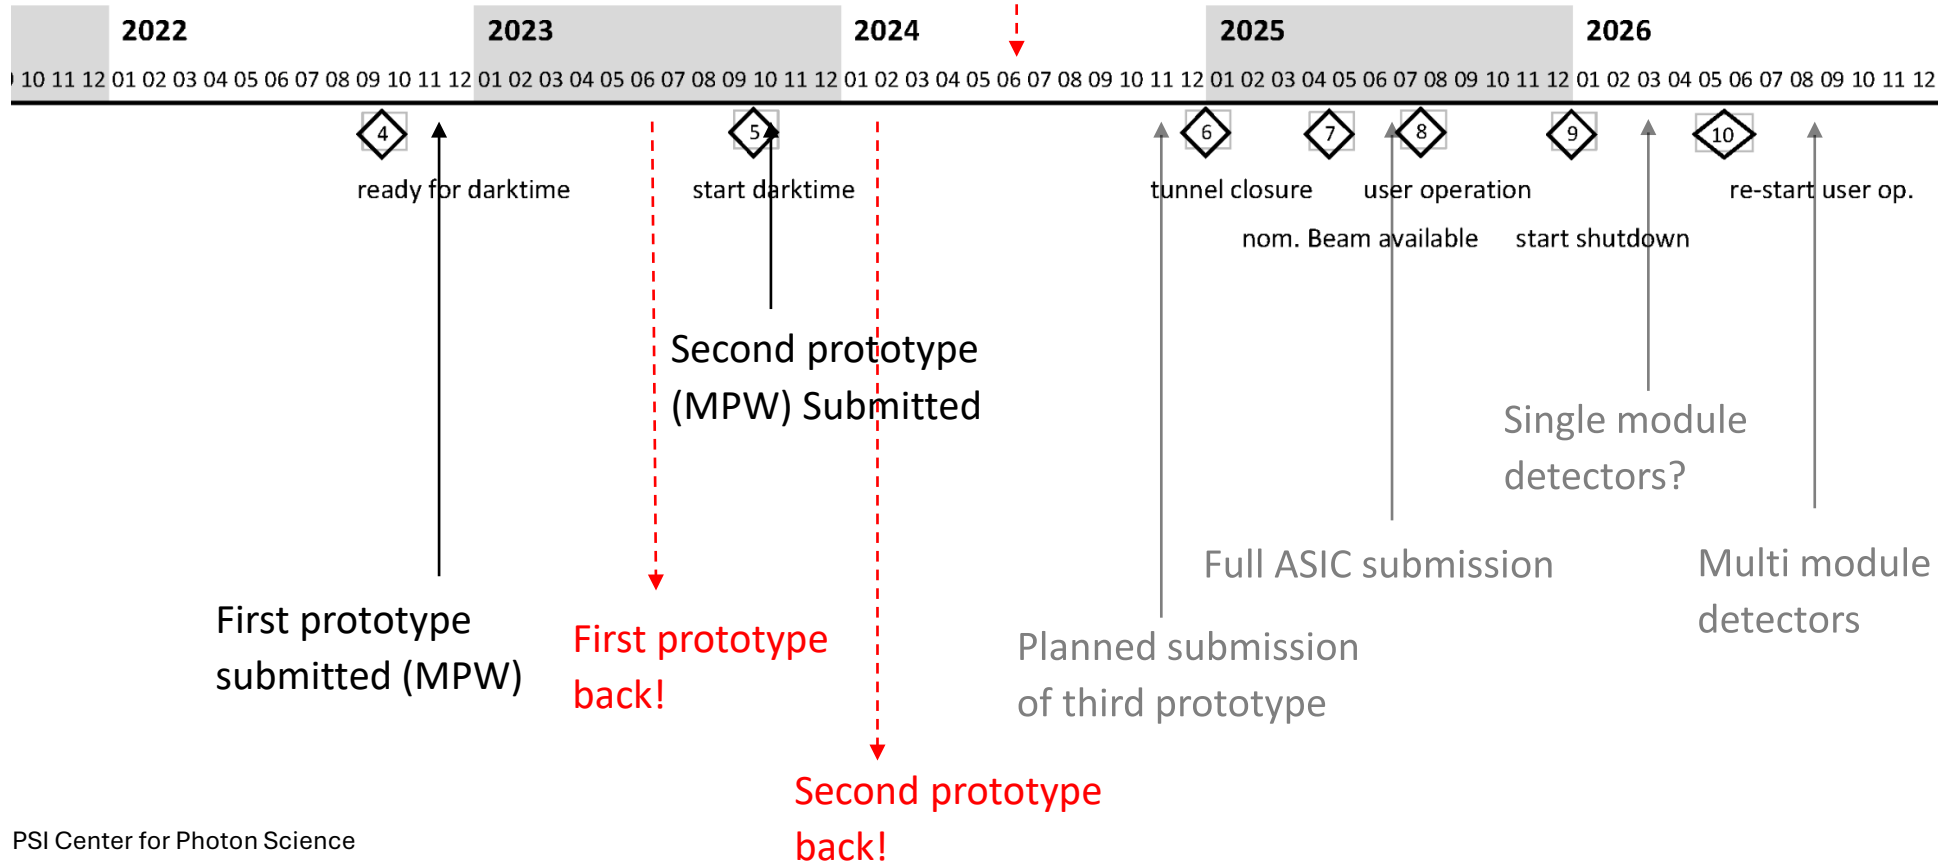 2022 2023 2024 2025 2026
10 11 12 01 02 03 04 05 06 07 08 09 10 11 12 01 02 03 04 05 06 07 08 09 10 11 12 01 02 03 04 05 06 07 08 09 10 11 12 01 02 03 04 05 06 07 08 09 10 11 12 01 02 03 04 05 06 07 08 09 10 11 12
4 5 6 7 8 9 10
ready for darktime start darktime tunnel closure user operation re-start user op.
nom. Beam available start shutdown
Second prototype
(MPW) Submitted
Single module
detectors?
Full ASIC submission
Multi module
detectors
First prototype
submitted (MPW)
First prototype
back!
Planned submission
of third prototype
Second prototype
back!
PSI Center for Photon Science